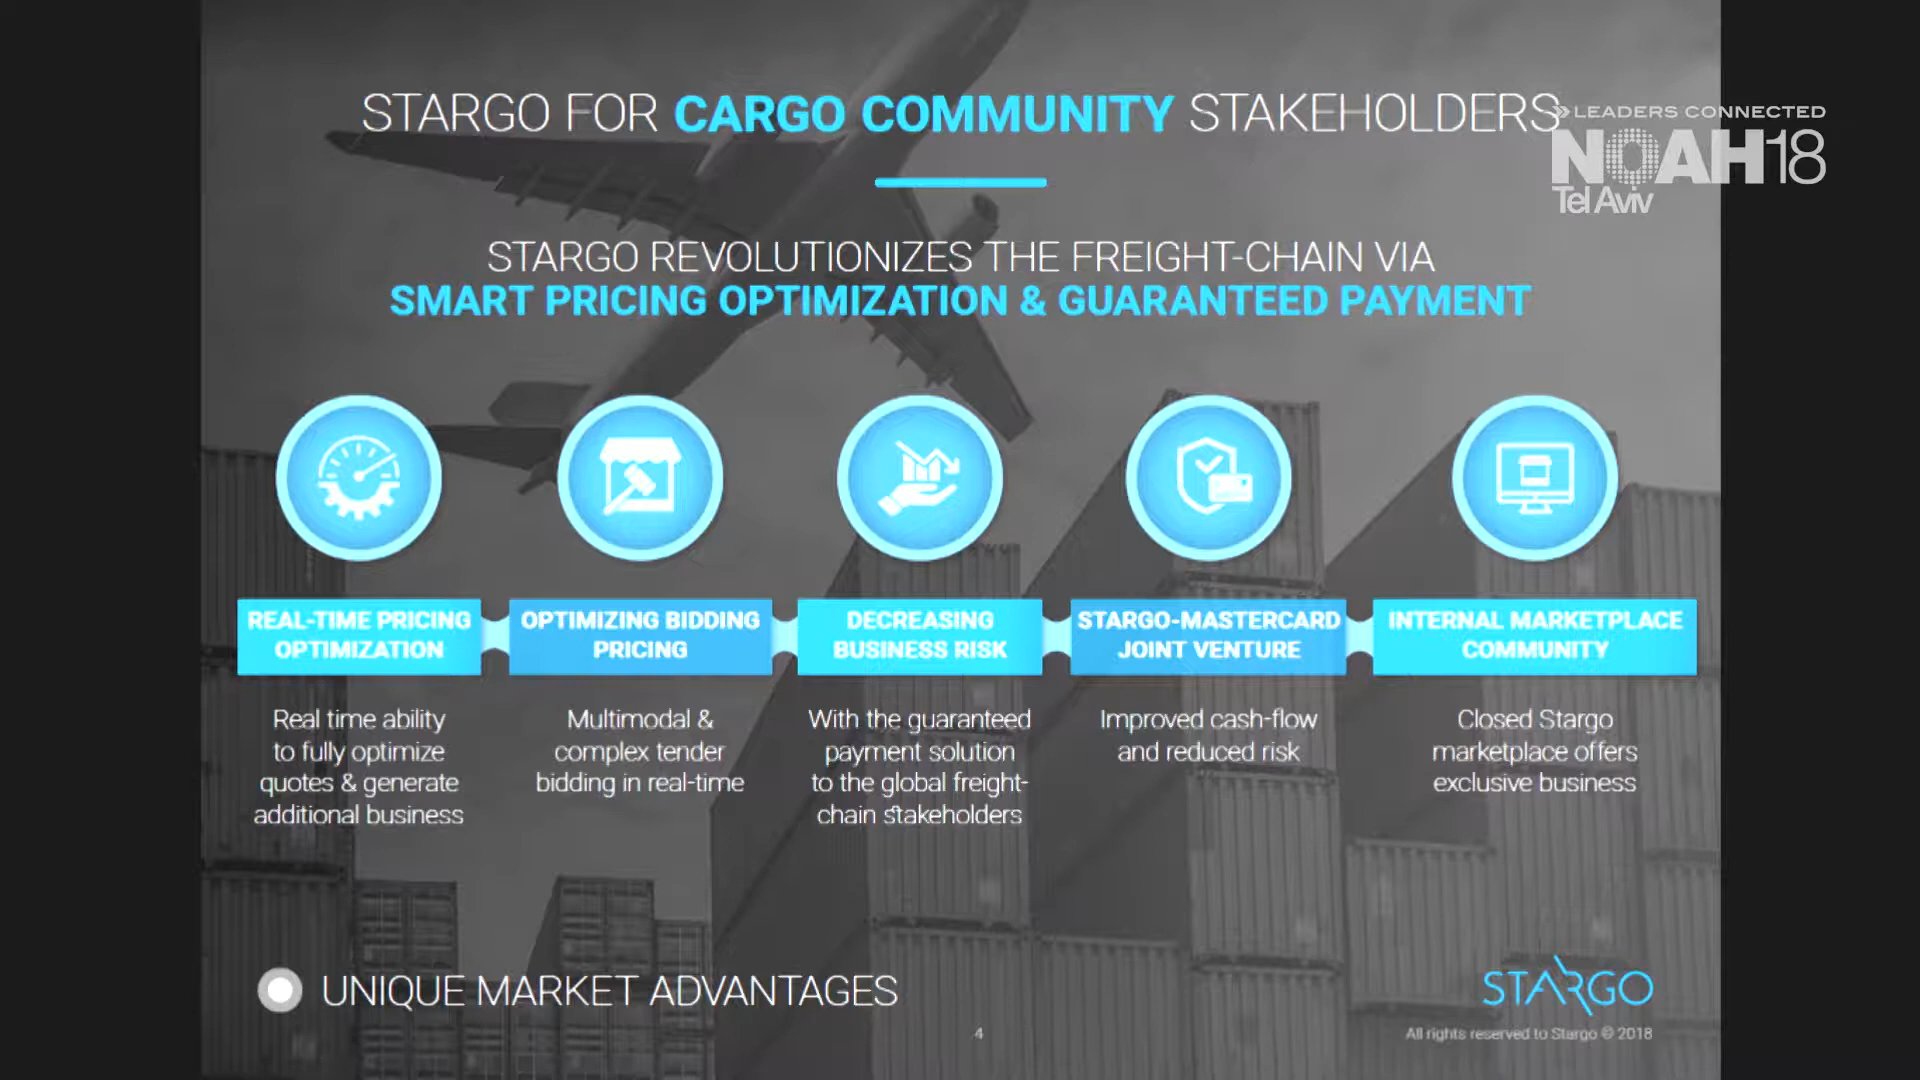 STARGO FOR CARGO COMMUNITY STAKEHOLDERS
LEADERS CONNECTED
NOAH18
Tel Aviv
STARGO REVOLUTIONIZES THE FREIGHT-CHAIN VIA
SMART PRICING OPTIMIZATION & GUARANTEED PAYMENT
REAL-TIME PRICING
OPTIMIZATION
Real time ability
to fully optimize
quotes & generate
additional business
OPTIMIZING BIDDING
PRICING
Multimodal &
complex tender
bidding in real-time
DECREASING
BUSINESS RISK
With the guaranteed
payment solution
to the global freight-
chain stakeholders
STARGO-MASTERCARD
JOINT VENTURE
Improved cash-flow
and reduced risk
INTERNAL MARKETPLACE
COMMUNITY
Closed Stargo
marketplace offers
exclusive business
UNIQUE MARKET ADVANTAGES
STARGO
4
All rights reserved to Stargo © 2018